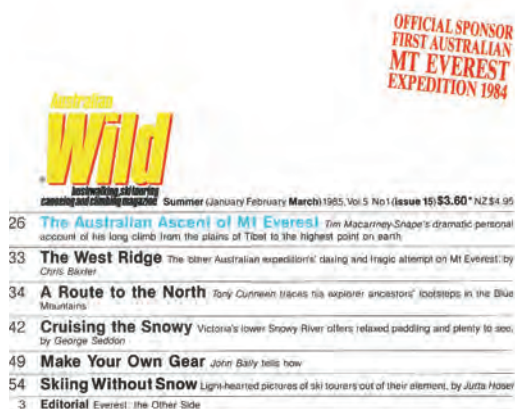 OFFICIAL SPONSOR
FIRST AUSTRALIAN
MT EVEREST
EXPEDITION 1984
Australian
Wild
bushwalking, ski touring
canoeing and climbing magazine Summer (January February March) 1985, Vol 5 No 1 (issue 15) $3.60* NZ$4.95
26 The Australian Ascent of Mt Everest Tim Macartney-Snape's dramatic personal
account of his long climb from the plains of Tibet to the highest point on earth
33 The West Ridge The 'other Australian expeditions' daring and tragic attempt on Mt Everest, by
Chris Baxter
34 A Route to the North Tony Cunneen traces his explorer ancestors' footsteps in the Blue
Mountains
42 Cruising the Snowy Victoria's lower Snowy River offers relaxed paddling and plenty to see,
by George Seddon
49 Make Your Own Gear John Bally tells how
54 Skiing Without Snow Light-hearted pictures of ski tourers out of their element, by Jutta Hosel
3 Editorial Everest: the Other Side